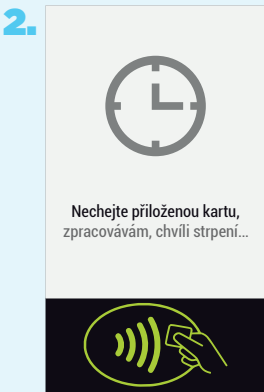 2.
Nechejte přiloženou kartu,
zpracovávám, chvíli strpení...